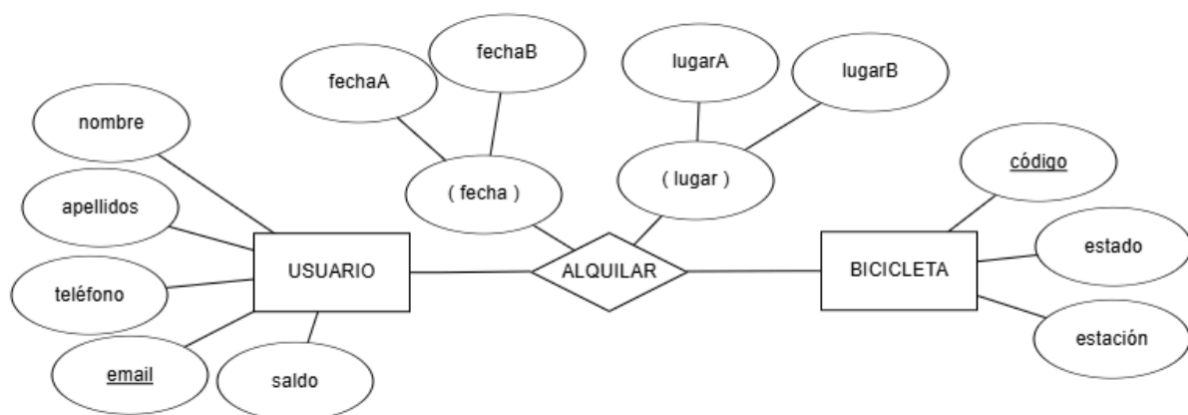 fechaB
fechaA
lugarA
lugarB
nombre
( fecha )
( lugar )
código
apellidos
estado
USUARIO
ALQUILAR
BICICLETA
teléfono
estación
email
saldo